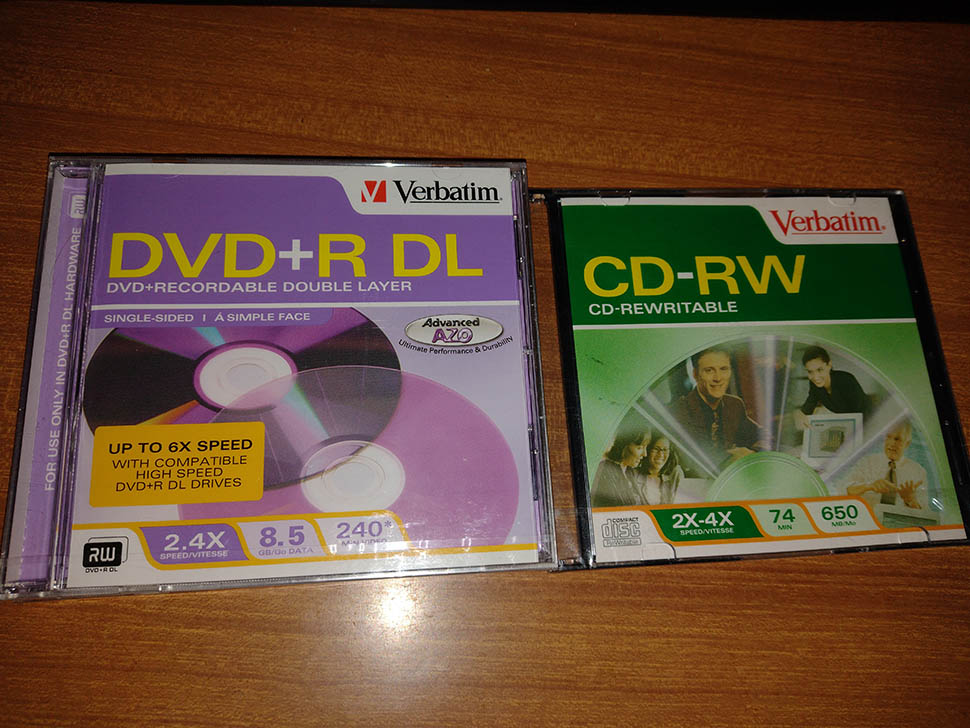 FOR USE ONLY IN DVD+R DL HARDWARE
RW
Verbatim.
DVD+R DL
DVD+RECORDABLE DOUBLE LAYER
SINGLE-SIDED | Á SIMPLE FACE
Advanced
AZO
Ultimate Performance & Durability
UP TO 6X SPEED
WITH COMPATIBLE
HIGH SPEED
DVD+R DL DRIVES
RW
DVD+R DL
2.4X
SPEED/VITESSE
8.5
GB/Go DATA
240*
MIN VIDEO
Verbatim.
CD-RW
CD-REWRITABLE
COMPACT
disc
ReWritable
2X-4X
SPEED/VITESSE
74
MIN
650
MB/Mo